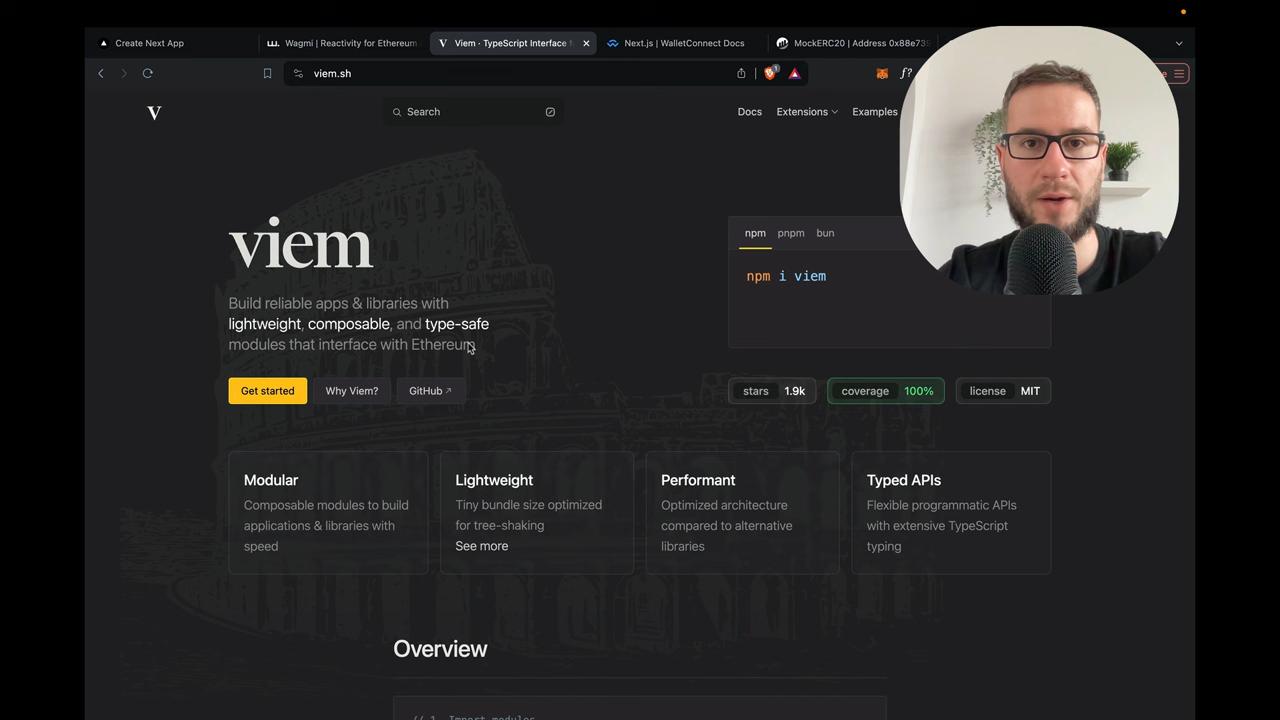 Create Next App
Wagmi | Reactivity for Ethereum
Viem · TypeScript Interface
Next.js | WalletConnect Docs
MockERC20 | Address 0x88e73
viem.sh
1
f?
V
Search
Docs
Extensions
Examples
viem
Build reliable apps & libraries with
lightweight, composable, and type-safe
modules that interface with Ethereum
Get started
Why Viem?
GitHub
npm
pnpm
bun
npm i viem
stars 1.9k
coverage 100%
license MIT
Modular
Composable modules to build
applications & libraries with
speed
Lightweight
Tiny bundle size optimized
for tree-shaking
See more
Performant
Optimized architecture
compared to alternative
libraries
Typed APIs
Flexible programmatic APIs
with extensive TypeScript
typing
Overview
// 1. Import modules.